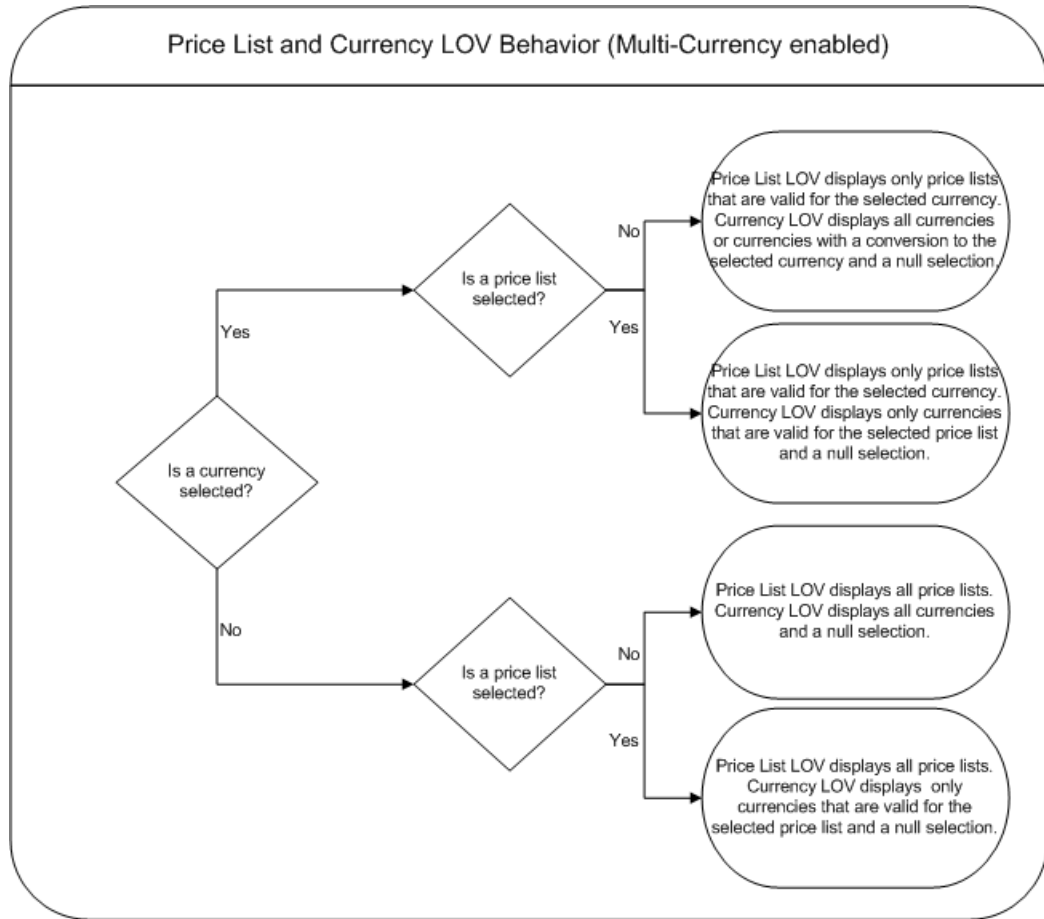 Price List and Currency LOV Behavior (Multi-Currency enabled)
Price List LOV displays only price lists
that are valid for the selected currency.
Currency LOV displays all currencies
or currencies with a conversion to the
selected currency and a null selection.
No
Is a price list
selected?
Yes
Yes
Price List LOV displays only price lists
that are valid for the selected currency.
Currency LOV displays only currencies
that are valid for the selected price list
and a null selection.
Is a currency
selected?
No
Price List LOV displays all price lists.
Currency LOV displays all currencies
and a null selection.
No
Is a price list
selected?
Yes
Price List LOV displays all price lists.
Currency LOV displays  only
currencies that are valid for the
selected price list and a null selection.